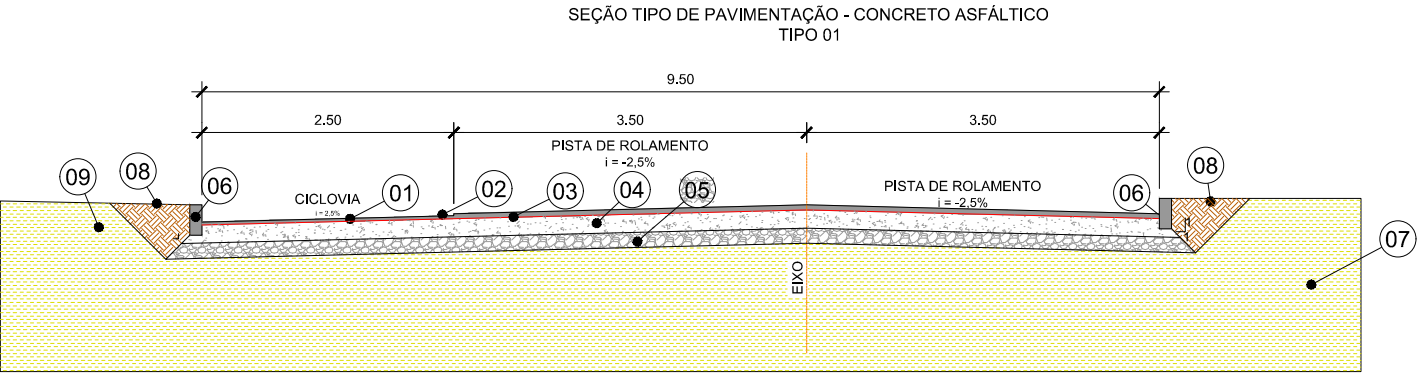 SEÇÃO TIPO DE PAVIMENTAÇÃO - CONCRETO ASFÁLTICO
TIPO 01
9.50
2.50
3.50
3.50
PISTA DE ROLAMENTO
i = -2,5%
PISTA DE ROLAMENTO
i = -2,5%
CICLOVIA
i = 2,5%
09
08
06
01
02
03
04
05
06
08
07
EIXO